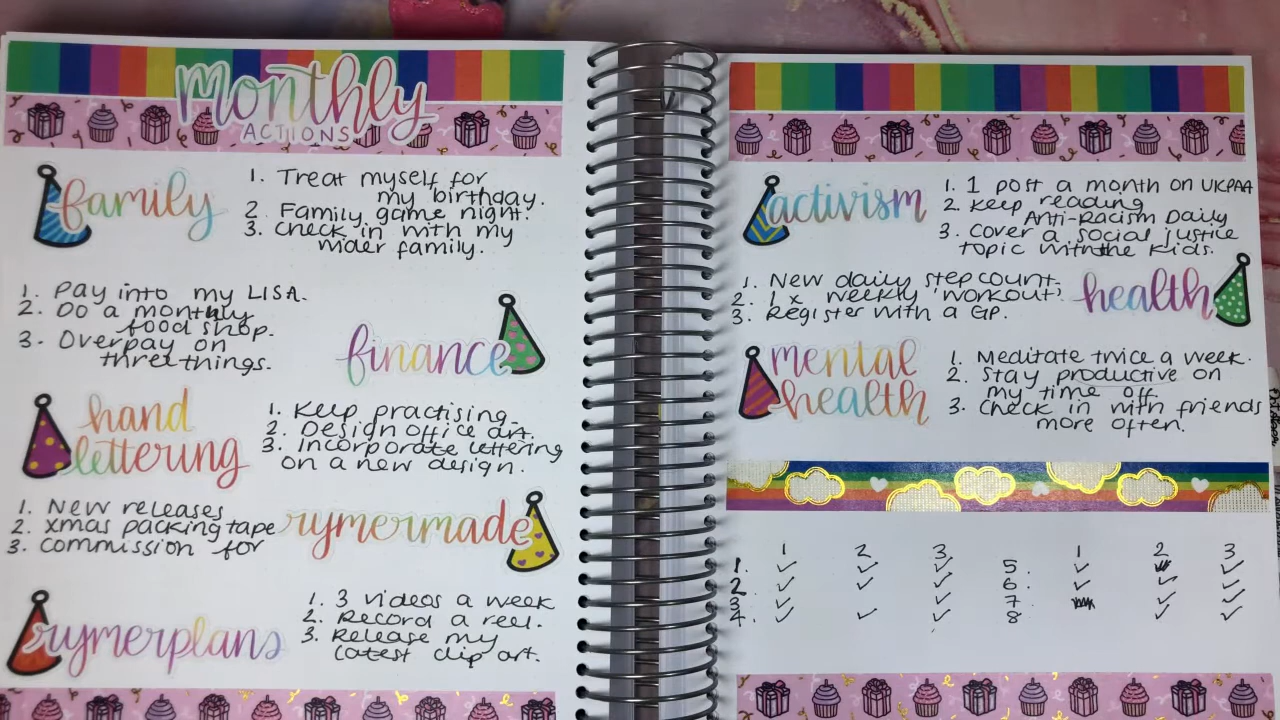 monthly
ACTIONS
family
1. Treat myself for
my birthday.
2. Family game night.
3. Check in with my
wider family.
1. Pay into my LISA.
2. Do a monthly
food shop.
3. Overpay on
three things.
finance
hand
lettering
1. Keep practising.
2. Design office art.
3. Incorporate lettering
on a new design.
1. New releases
2. Xmas packing tape
3. Commission for
rymermade
rymerplans
1. 3 videos a week
2. Record a reel.
3. Release my
latest clip art.
activism
1. 1 post a month on UKPAA
2. Keep reading
Anti-Racism Daily
3. Cover a social justice
topic with the kids.
1. New daily step count.
2. 1x weekly 'workout'
3. Register with a GP.
health
mental
health
1. Meditate twice a week.
2. Stay productive on
my time off.
3. Check in with friends
more often.
1 2 3 1 2 3
1. ✓ ✓ ✓ 5. ✓ ✓
2. ✓ ✓ ✓ 6. ✓ ✓ ✓
3. ✓ ✓ 7 ✓ ✓
4. ✓ ✓ ✓ 8 ✓ ✓ ✓